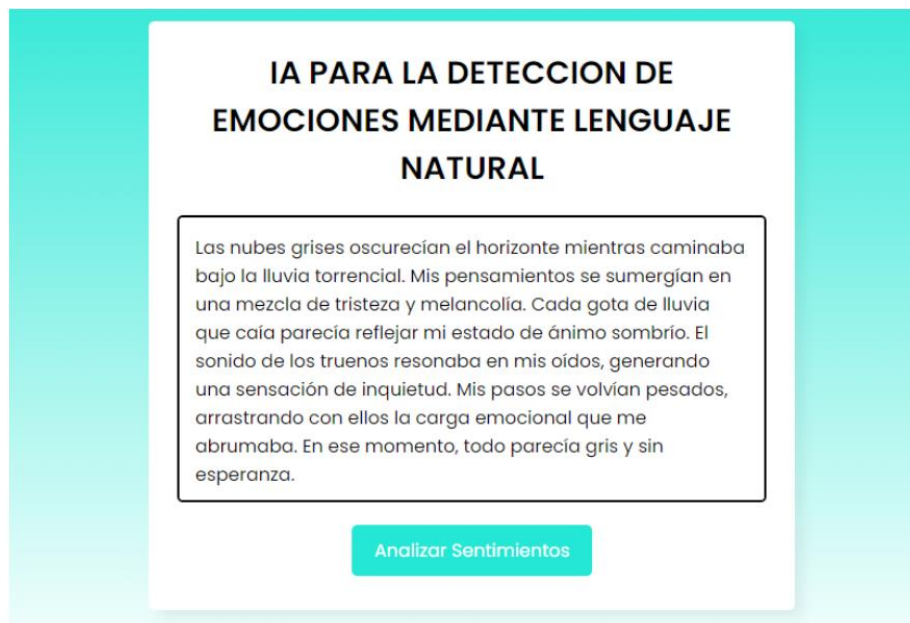 IA PARA LA DETECCION DE
EMOCIONES MEDIANTE LENGUAJE
NATURAL
Las nubes grises oscurecían el horizonte mientras caminaba
bajo la lluvia torrencial. Mis pensamientos se sumergían en
una mezcla de tristeza y melancolía. Cada gota de lluvia
que caía parecía reflejar mi estado de ánimo sombrío. El
sonido de los truenos resonaba en mis oídos, generando
una sensación de inquietud. Mis pasos se volvían pesados,
arrastrando con ellos la carga emocional que me
abrumaba. En ese momento, todo parecía gris y sin
esperanza.
Analizar Sentimientos